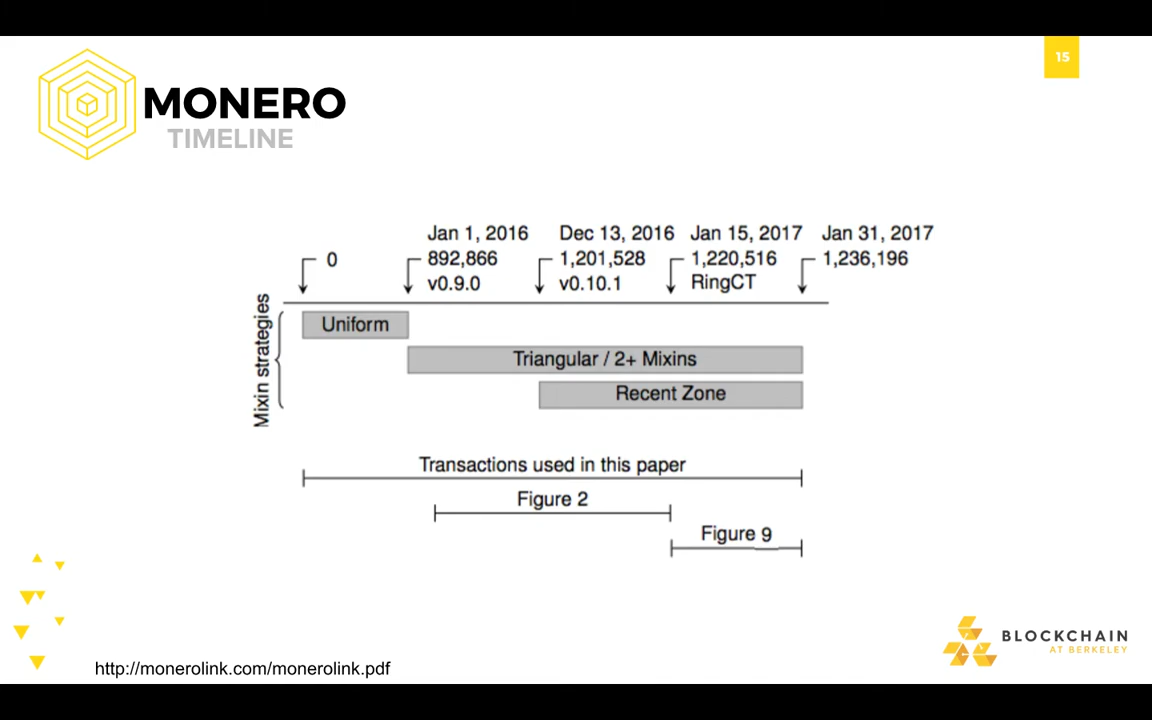 15
MONERO
TIMELINE
Jan 1, 2016 Dec 13, 2016 Jan 15, 2017 Jan 31, 2017
0 892,866 1,201,528 1,220,516 1,236,196
v0.9.0 v0.10.1 RingCT
Mixin strategies
Uniform
Triangular / 2+ Mixins
Recent Zone
Transactions used in this paper
Figure 2
Figure 9
BLOCKCHAIN
AT BERKELEY
http://monerolink.com/monerolink.pdf